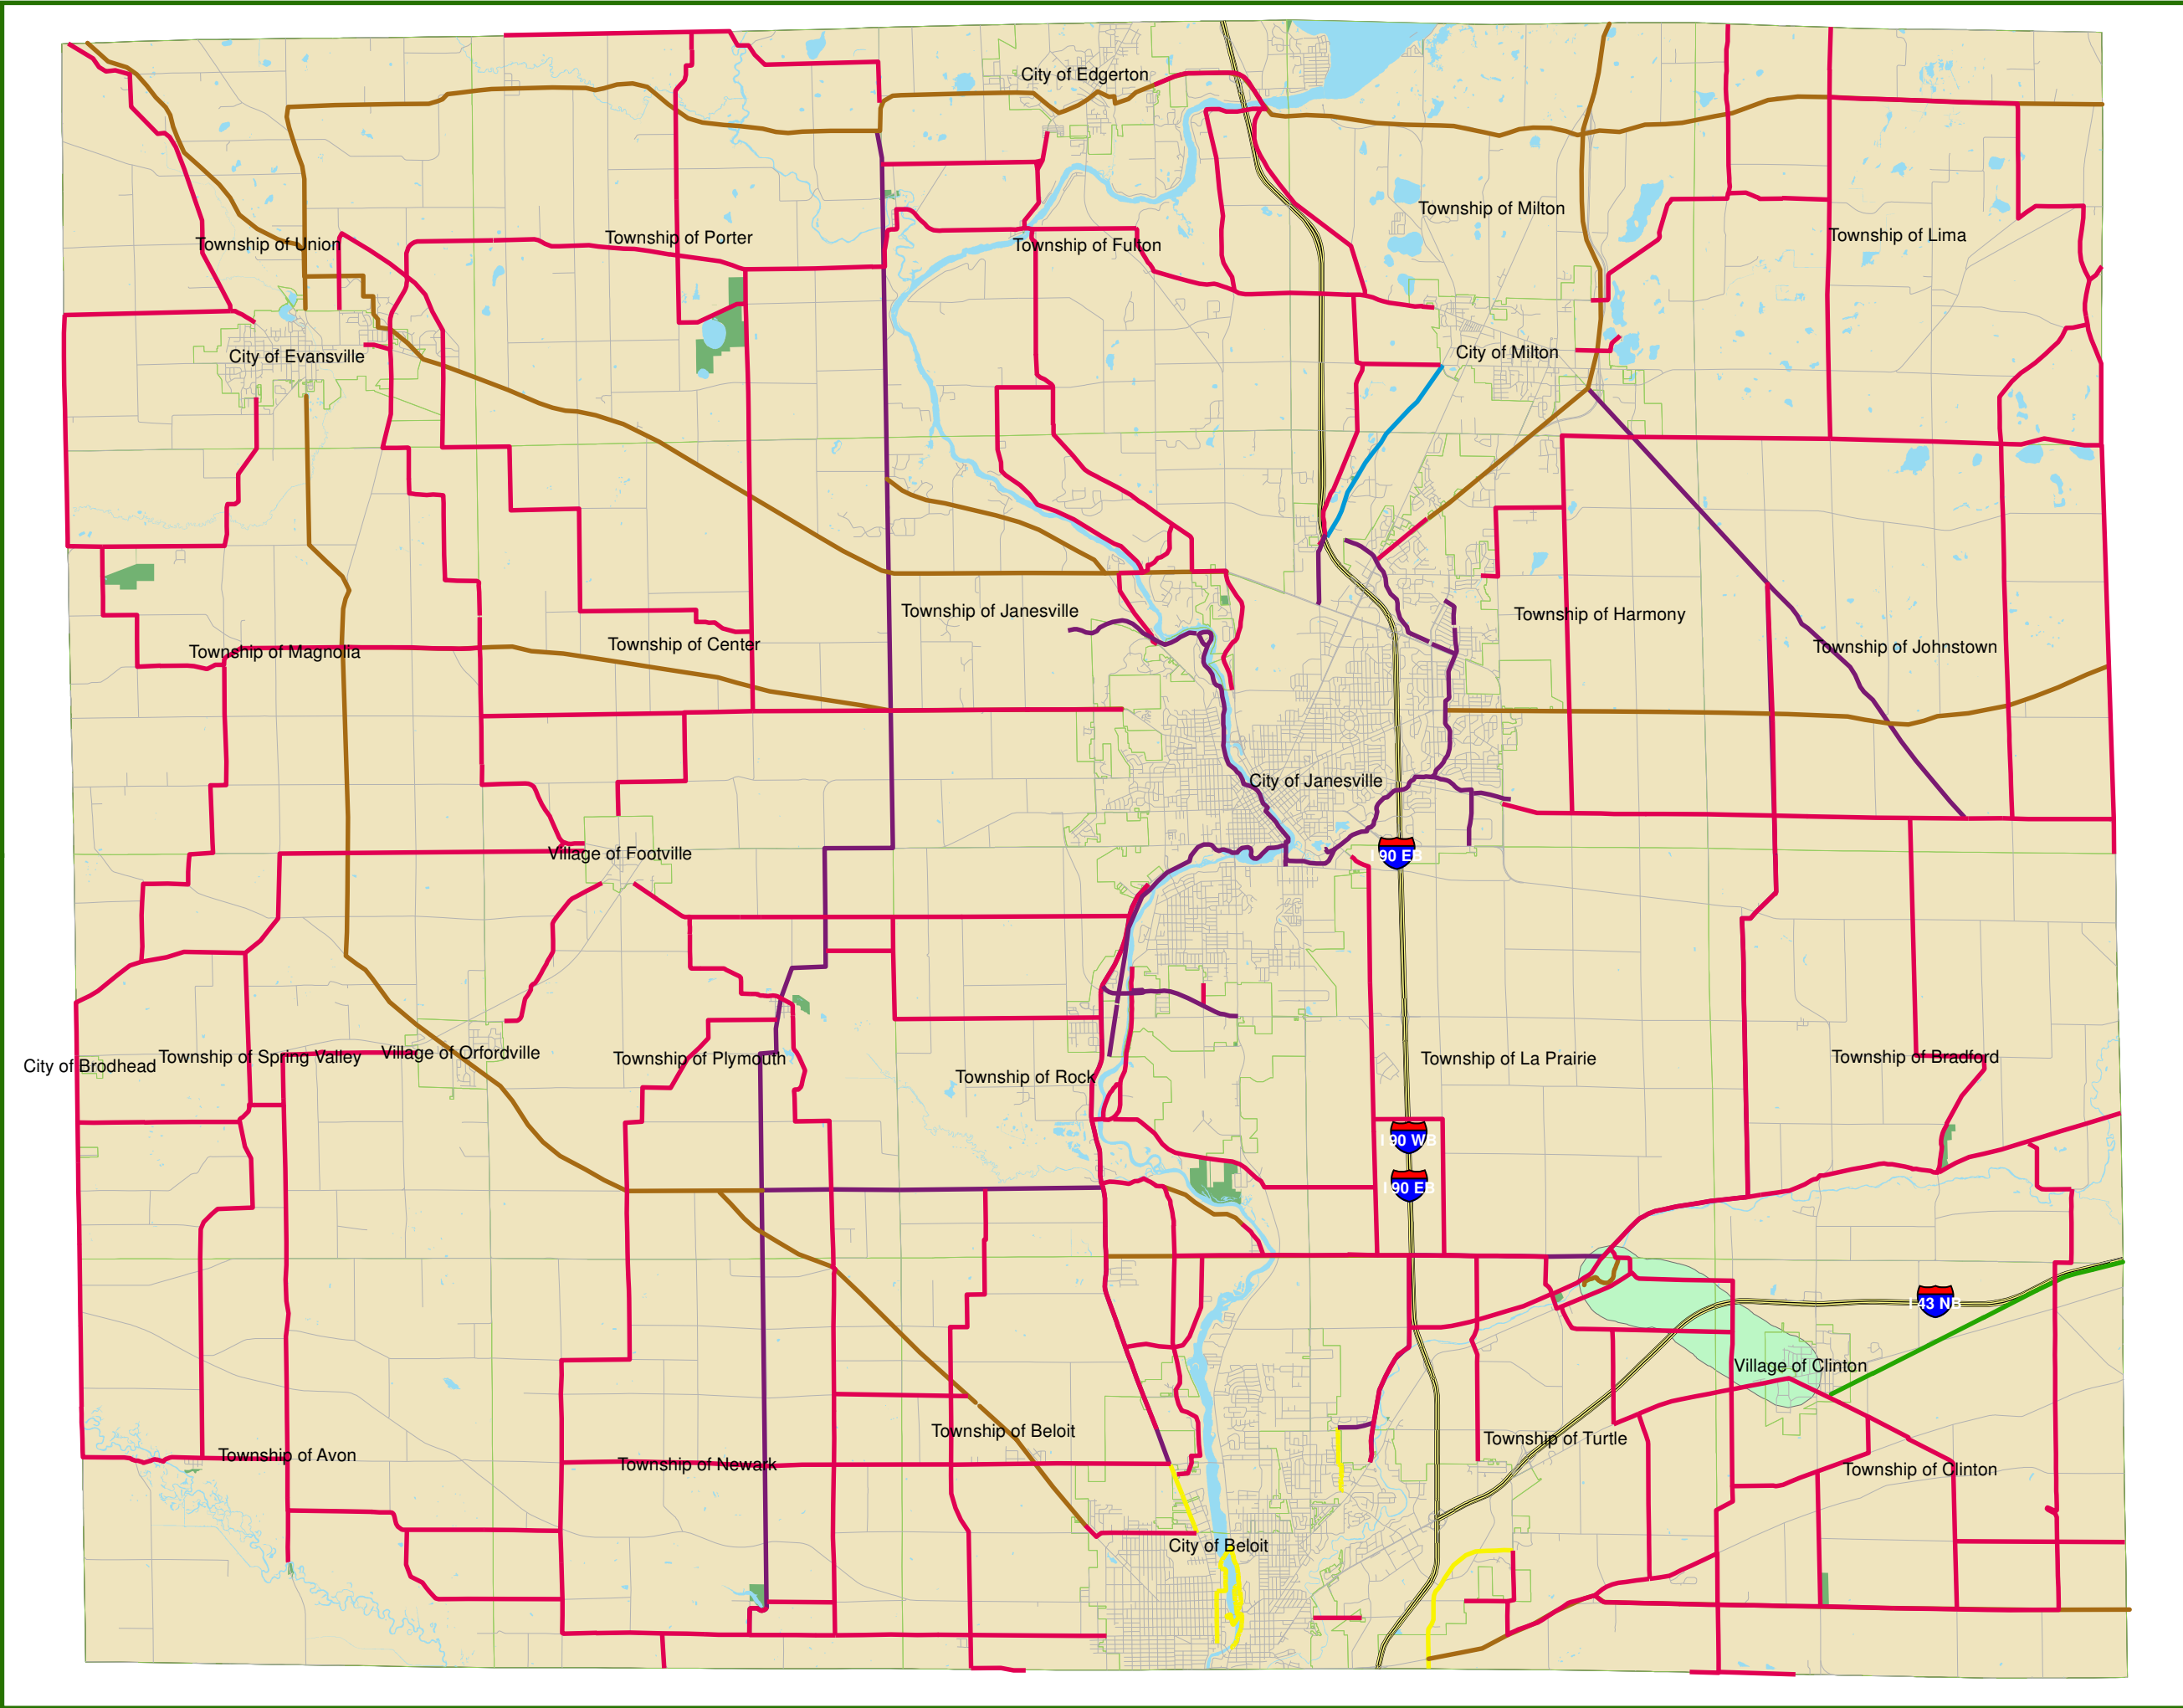 City of Edgerton
Township of Milton
Township of Union
Township of Porter
Township of Fulton
Township of Lima
City of Evansville
City of Milton
Township of Janesville
Township of Harmony
Township of Magnolia
Township of Center
Township of Johnstown
City of Janesville
Village of Footville
I 90 EB
City of Brodhead
Township of Spring Valley
Village of Orfordville
Township of Plymouth
Township of Rock
Township of La Prairie
Township of Bradford
I 90 WB
I 90 EB
I 43 NB
Village of Clinton
Township of Avon
Township of Newark
Township of Beloit
Township of Turtle
Township of Clinton
City of Beloit